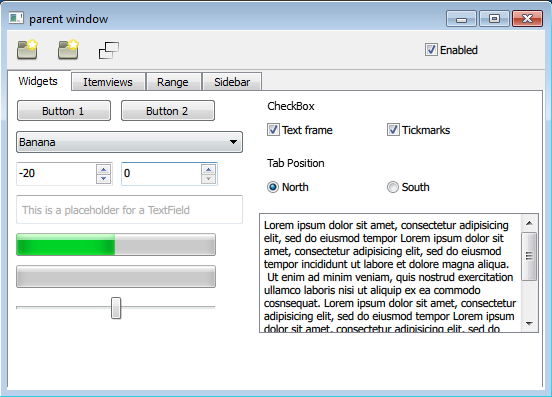 parent window
Enabled
Widgets Itemviews Range Sidebar
Button 1 Button 2
Banana
-20 0
This is a placeholder for a TextField
CheckBox
Text frame Tickmarks
Tab Position
North South
Lorem ipsum dolor sit amet, consectetur adipisicing
elit, sed do eiusmod tempor Lorem ipsum dolor sit
amet, consectetur adipisicing elit, sed do eiusmod
tempor incididunt ut labore et dolore magna aliqua.
Ut enim ad minim veniam, quis nostrud exercitation
ullamco laboris nisi ut aliquip ex ea commodo
cosnsequat. Lorem ipsum dolor sit amet, consectetur
adipisicing elit, sed do eiusmod tempor Lorem ipsum
dolor sit amet, consectetur adipisicing elit, sed do